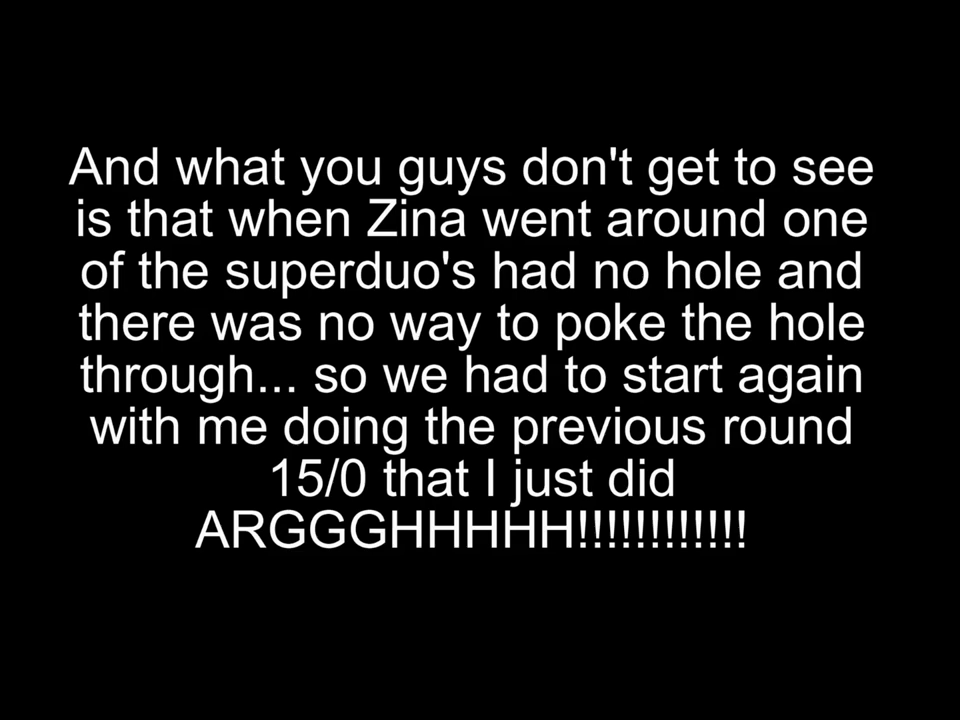 And what you guys don't get to see
is that when Zina went around one
of the superduo's had no hole and
there was no way to poke the hole
through... so we had to start again
with me doing the previous round
15/0 that I just did
ARGGGHHHHH!!!!!!!!!!!!